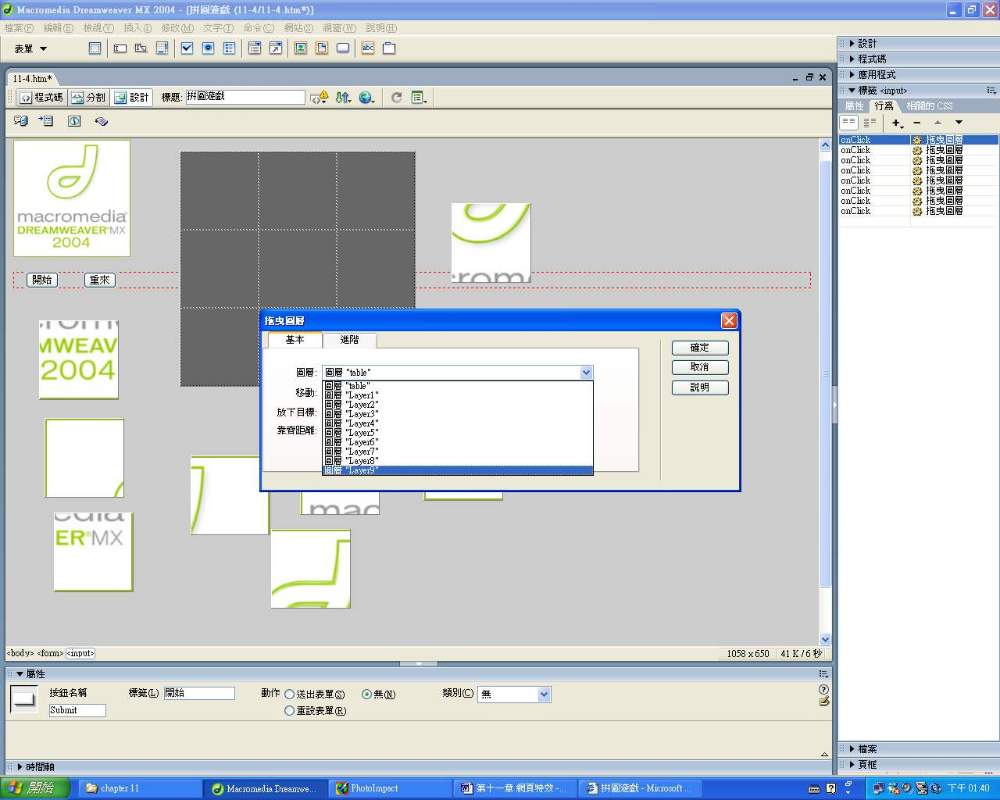 Macromedia Dreamweaver MX 2004 - [拼圖遊戲 (11-4/11-4.htm*)]
檔案(F) 編輯(E) 檢視(V) 插入(I) 修改(M) 文字(T) 命令(C) 網站(S) 視窗(W) 說明(H)
表單
abc
11-4.htm*
程式碼 分割 設計 標題: 拼圖遊戲
macromedia
DREAMWEAVER MX
2004
開始 重來
MWEAV
2004
ER MX
拖曳圖層
基本 進階
圖層: 圖層 "table"
移動:
放下目標:
靠齊距離:
圖層 "table"
圖層 "Layer1"
圖層 "Layer2"
圖層 "Layer3"
圖層 "Layer4"
圖層 "Layer5"
圖層 "Layer6"
圖層 "Layer7"
圖層 "Layer8"
圖層 "Layer9"
確定
取消
說明
設計
程式碼
應用程式
標籤 <input>
屬性 行為 相關的 CSS
onClick 拖曳圖層
onClick 拖曳圖層
onClick 拖曳圖層
onClick 拖曳圖層
onClick 拖曳圖層
onClick 拖曳圖層
onClick 拖曳圖層
onClick 拖曳圖層
檔案
頁框
<body> <form> <input> 1058 x 650 41 K / 6 秒
屬性
按鈕名稱 標籤(L) 開始 動作 送出表單(S) 無(N) 類別(C) 無
Submit 重設表單(R)
時間軸
開始 chapter 11 Macromedia Dreamwe... PhotoImpact 第十一章 網頁特效 -... 拼圖遊戲 - Microsoft ... 下午 01:40